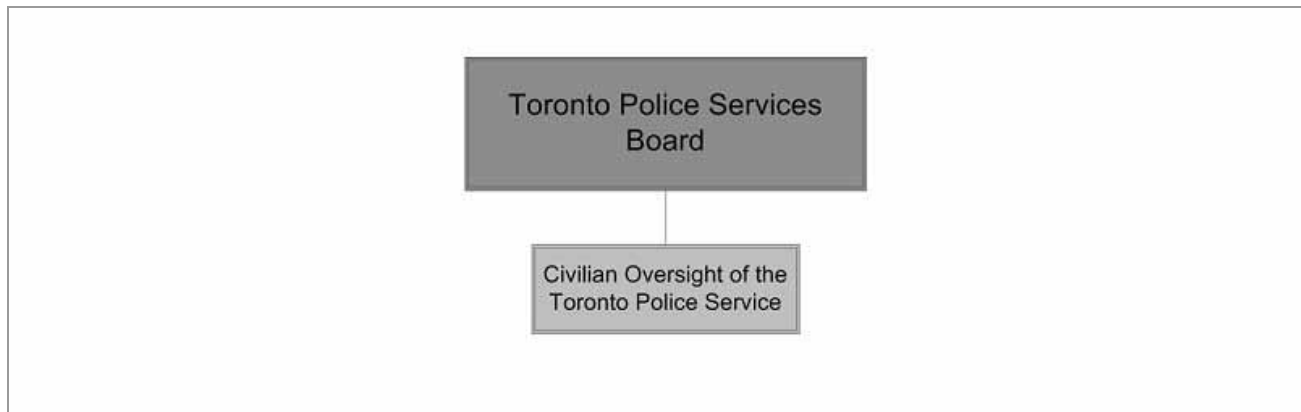 Toronto Police Services
Board
Civilian Oversight of the
Toronto Police Service